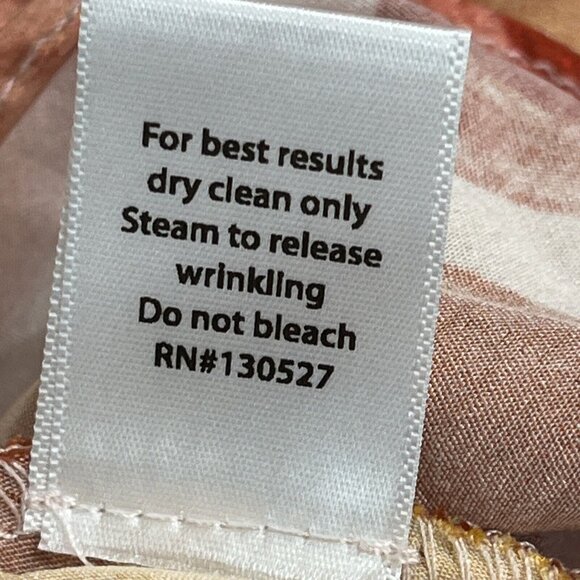 For best results
dry clean only
Steam to release
wrinkling
Do not bleach
RN#130527